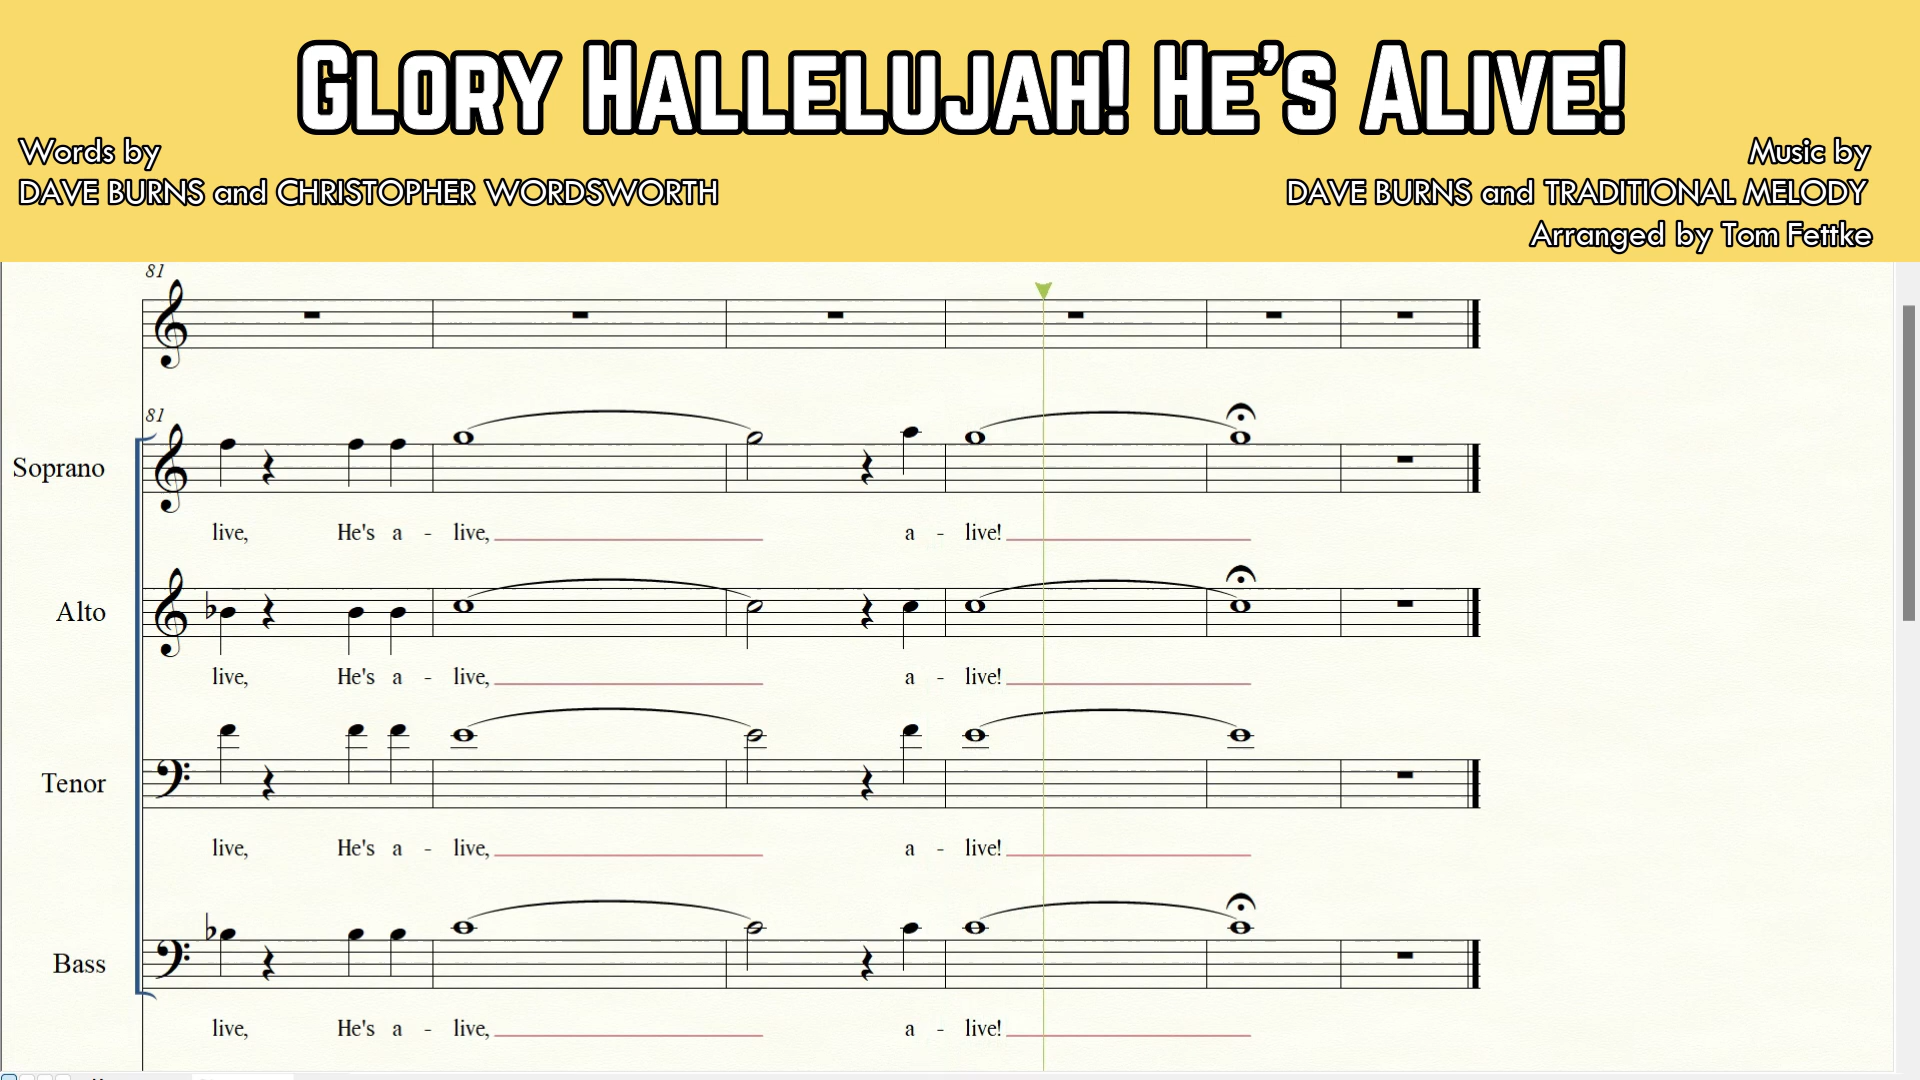 GLORY HALLELUJAH! HE'S ALIVE!
Words by
DAVE BURNS and CHRISTOPHER WORDSWORTH
Music by
DAVE BURNS and TRADITIONAL MELODY
Arranged by Tom Fettke
81
81
Soprano
live, He's a - live, a - live!
Alto
live, He's a - live, a - live!
Tenor
live, He's a - live, a - live!
Bass
live, He's a - live, a - live!